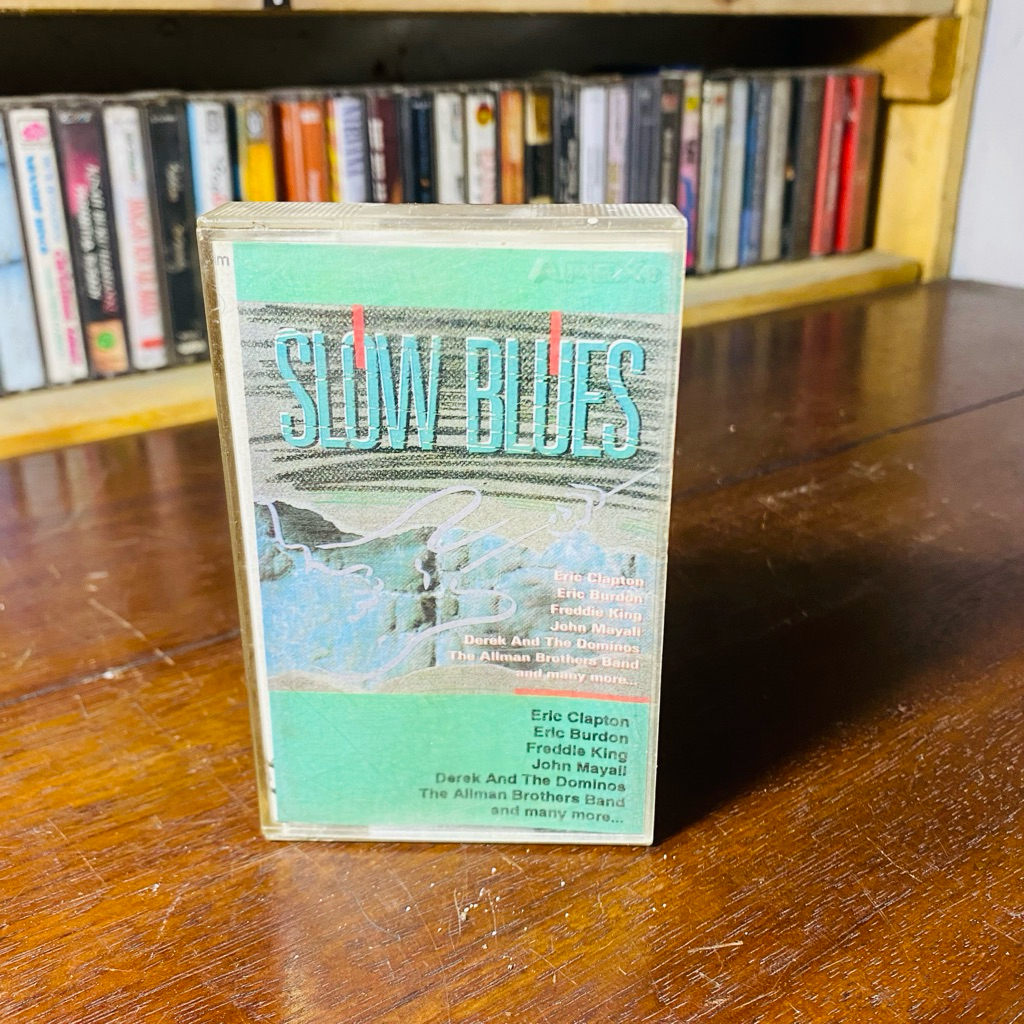 m
APEX
SLOW BLUES
Eric Clapton
Eric Burdon
Freddie King
John Mayall
Derek And The Dominos
The Allman Brothers Band
and many more...
Eric Clapton
Eric Burdon
Freddie King
John Mayall
Derek And The Dominos
The Allman Brothers Band
and many more...